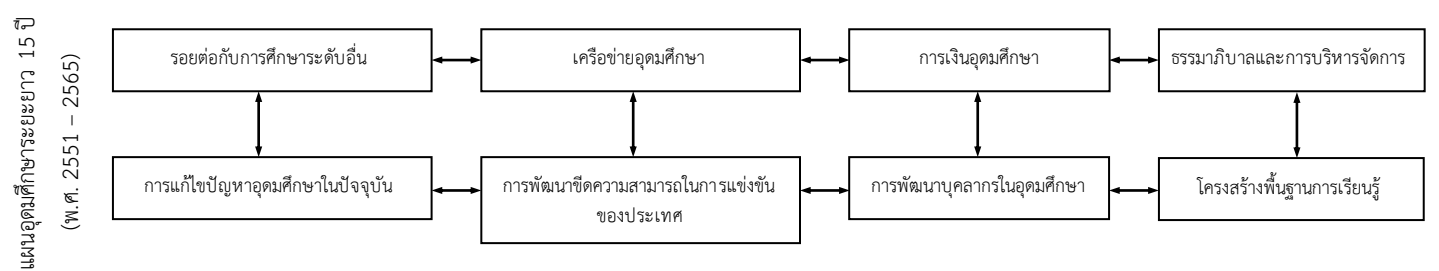 แผนอุดมศึกษาระยะยาว 15 ปี
(พ.ศ. 2551 – 2565)
รอยต่อกับการศึกษาระดับอื่น
เครือข่ายอุดมศึกษา
การเงินอุดมศึกษา
ธรรมาภิบาลและการบริหารจัดการ
การแก้ไขปัญหาอุดมศึกษาในปัจจุบัน
การพัฒนาขีดความสามารถในการแข่งขัน
ของประเทศ
การพัฒนาบุคลากรในอุดมศึกษา
โครงสร้างพื้นฐานการเรียนรู้